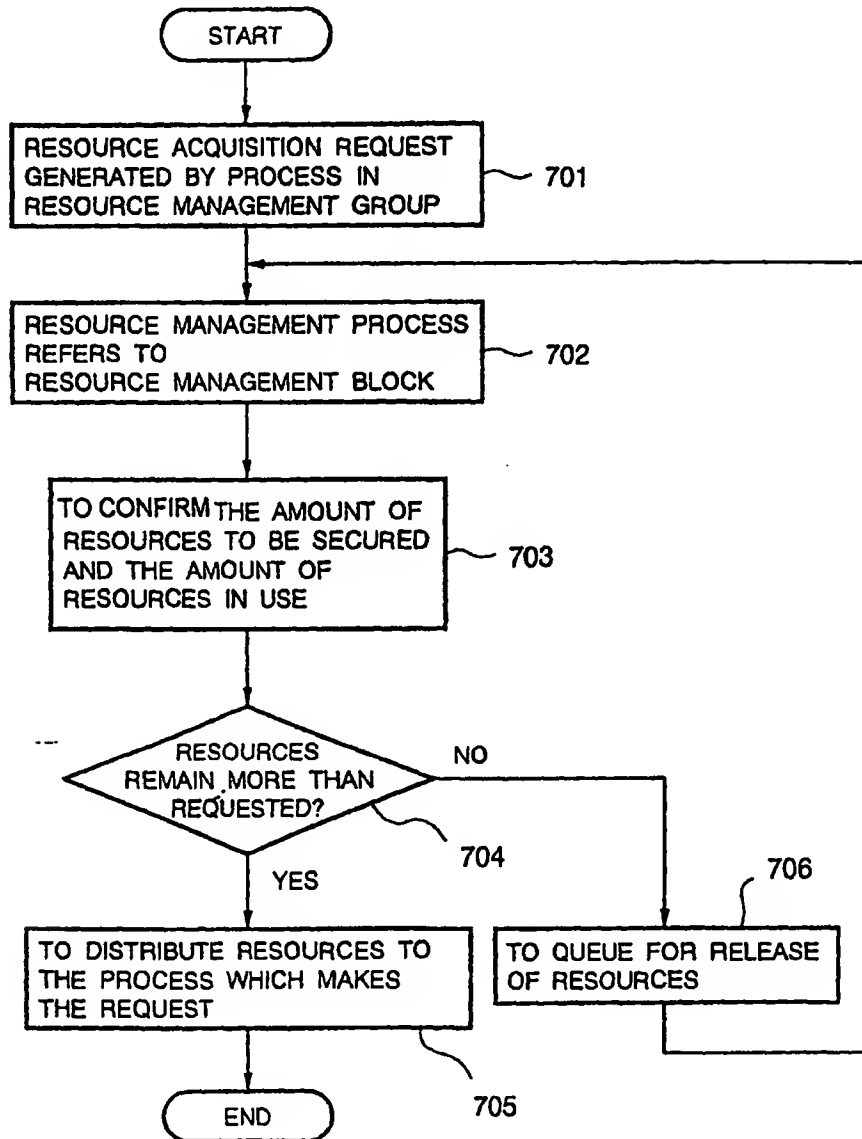 START
RESOURCE ACQUISITION REQUEST
GENERATED BY PROCESS IN
RESOURCE MANAGEMENT GROUP
701
RESOURCE MANAGEMENT PROCESS
REFERS TO
RESOURCE MANAGEMENT BLOCK
702
TO CONFIRM THE AMOUNT OF
RESOURCES TO BE SECURED
AND THE AMOUNT OF
RESOURCES IN USE
703
RESOURCES
REMAIN MORE THAN
REQUESTED?
704
NO
YES
706
TO DISTRIBUTE RESOURCES TO
THE PROCESS WHICH MAKES
THE REQUEST
705
TO QUEUE FOR RELEASE
OF RESOURCES
END